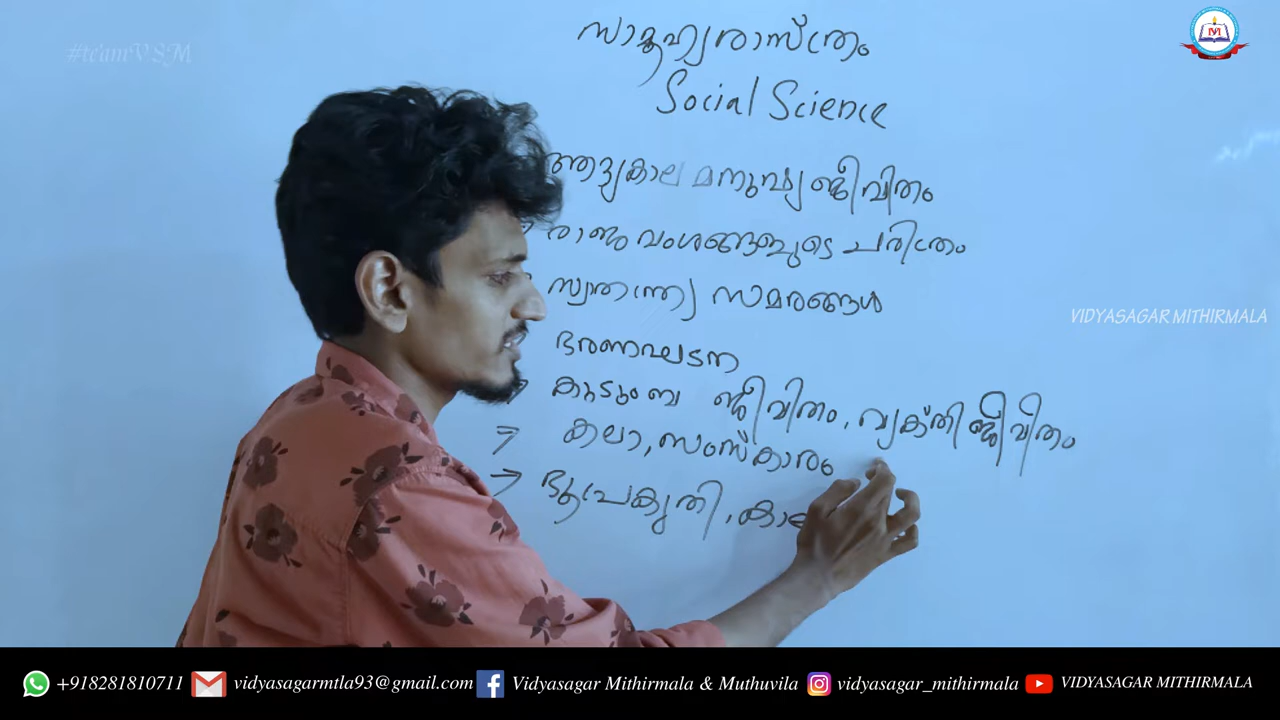 #teamVSM
സാമൂഹ്യശാസ്ത്രം
Social Science
ആദ്യകാല മനുഷ്യ ജീവിതം
രാജ വംശങ്ങളുടെ ചരിത്രം
സ്വാതന്ത്ര്യ സമരങ്ങൾ
VIDYASAGAR MITHIRMALA
ഭരണഘടന
കുടുംബ ജീവിതം, വ്യക്തി ജീവിതം
→ കലാ, സംസ്കാരം
→ ഭൂപ്രകൃതി,
+918281810711 vidyasagarmtla93@gmail.com Vidyasagar Mithirmala & Muthuvila vidyasagar_mithirmala VIDYASAGAR MITHIRMALA